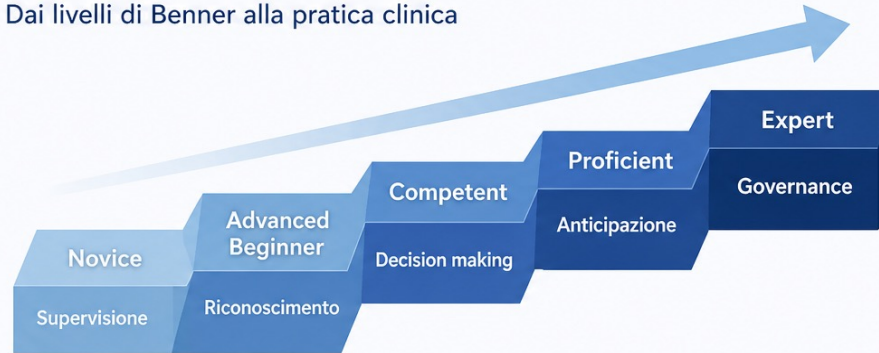 Dai livelli di Benner alla pratica clinica
Novice
Supervisione
Advanced
Beginner
Riconoscimento
Competent
Decision making
Proficient
Anticipazione
Expert
Governance